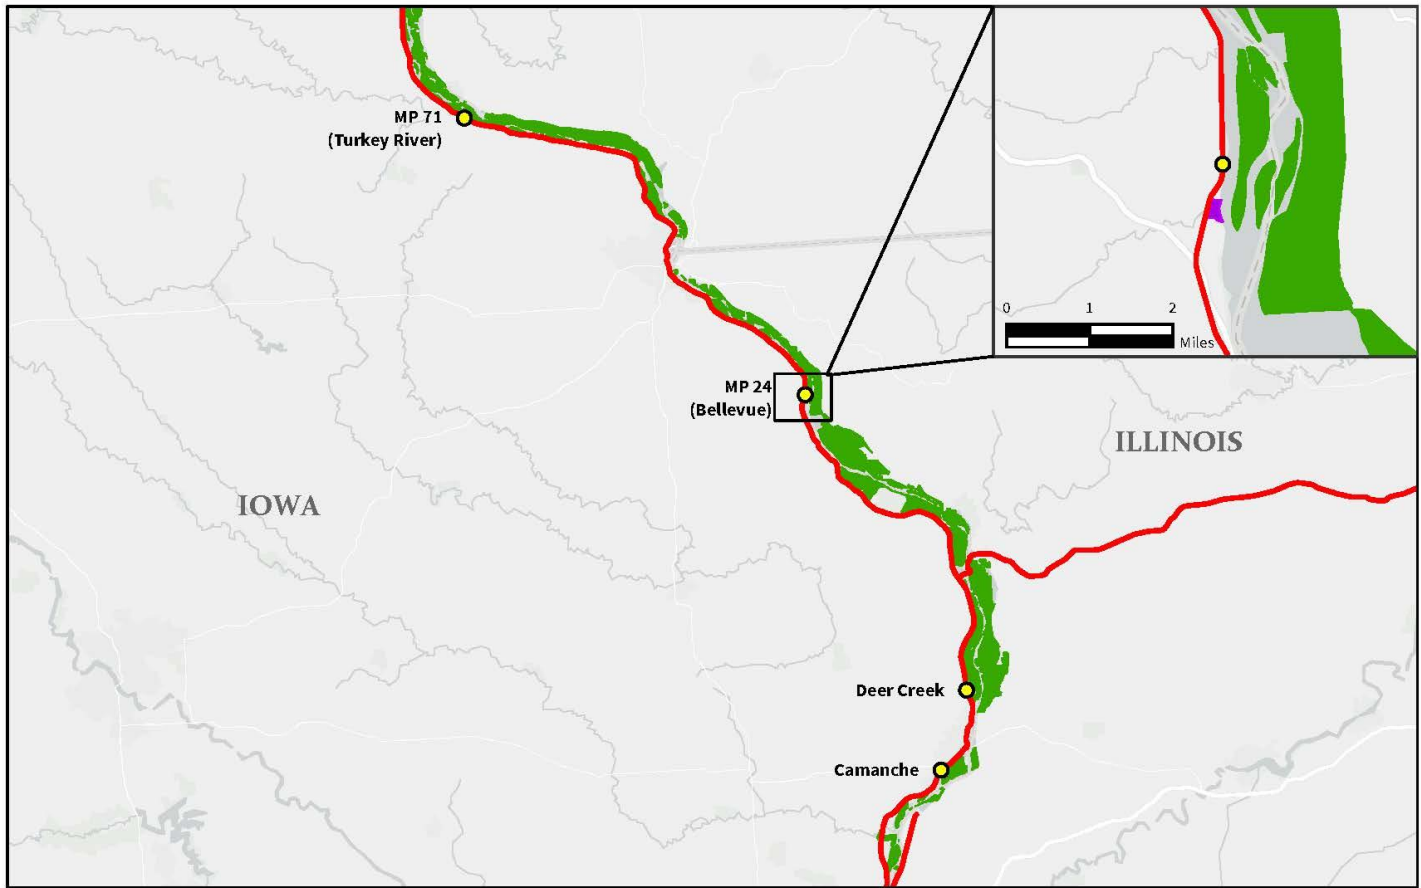 MP 71
(Turkey River)
0 1 2
Miles
MP 24
(Bellevue)
ILLINOIS
IOWA
Deer Creek
Camanche